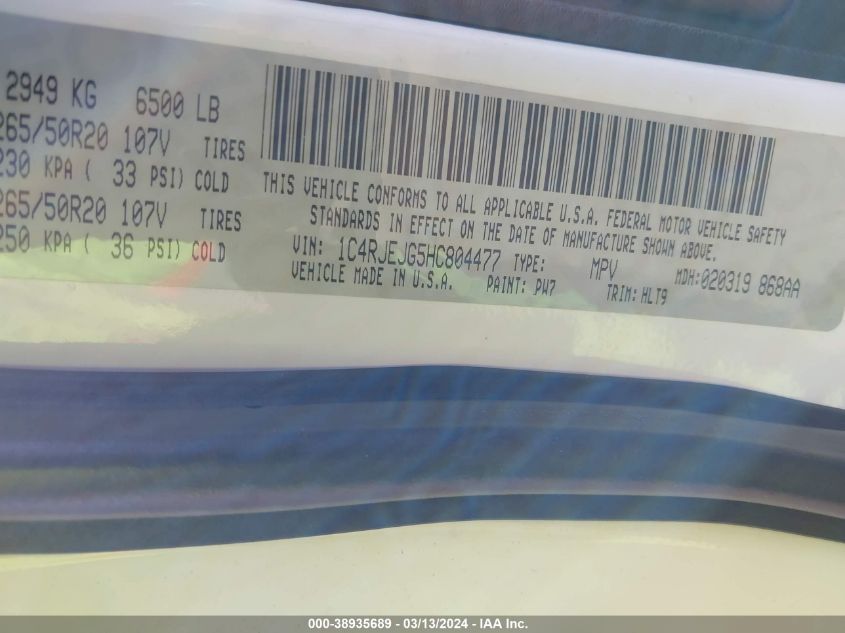 2949 KG 6500 LB
265/50R20 107V TIRES
230 KPA ( 33 PSI) COLD
265/50R20 107V TIRES
250 KPA ( 36 PSI) COLD
THIS VEHICLE CONFORMS TO ALL APPLICABLE U.S.A. FEDERAL MOTOR VEHICLE SAFETY
STANDARDS IN EFFECT ON THE DATE OF MANUFACTURE SHOWN ABOVE.
VIN: 1C4RJEJG5HC804477 TYPE: MPV MDH:020319 868AA
VEHICLE MADE IN U.S.A. PAINT: PW7 TRIM: HLT9
000-38935689 - 03/13/2024 - IAA Inc.